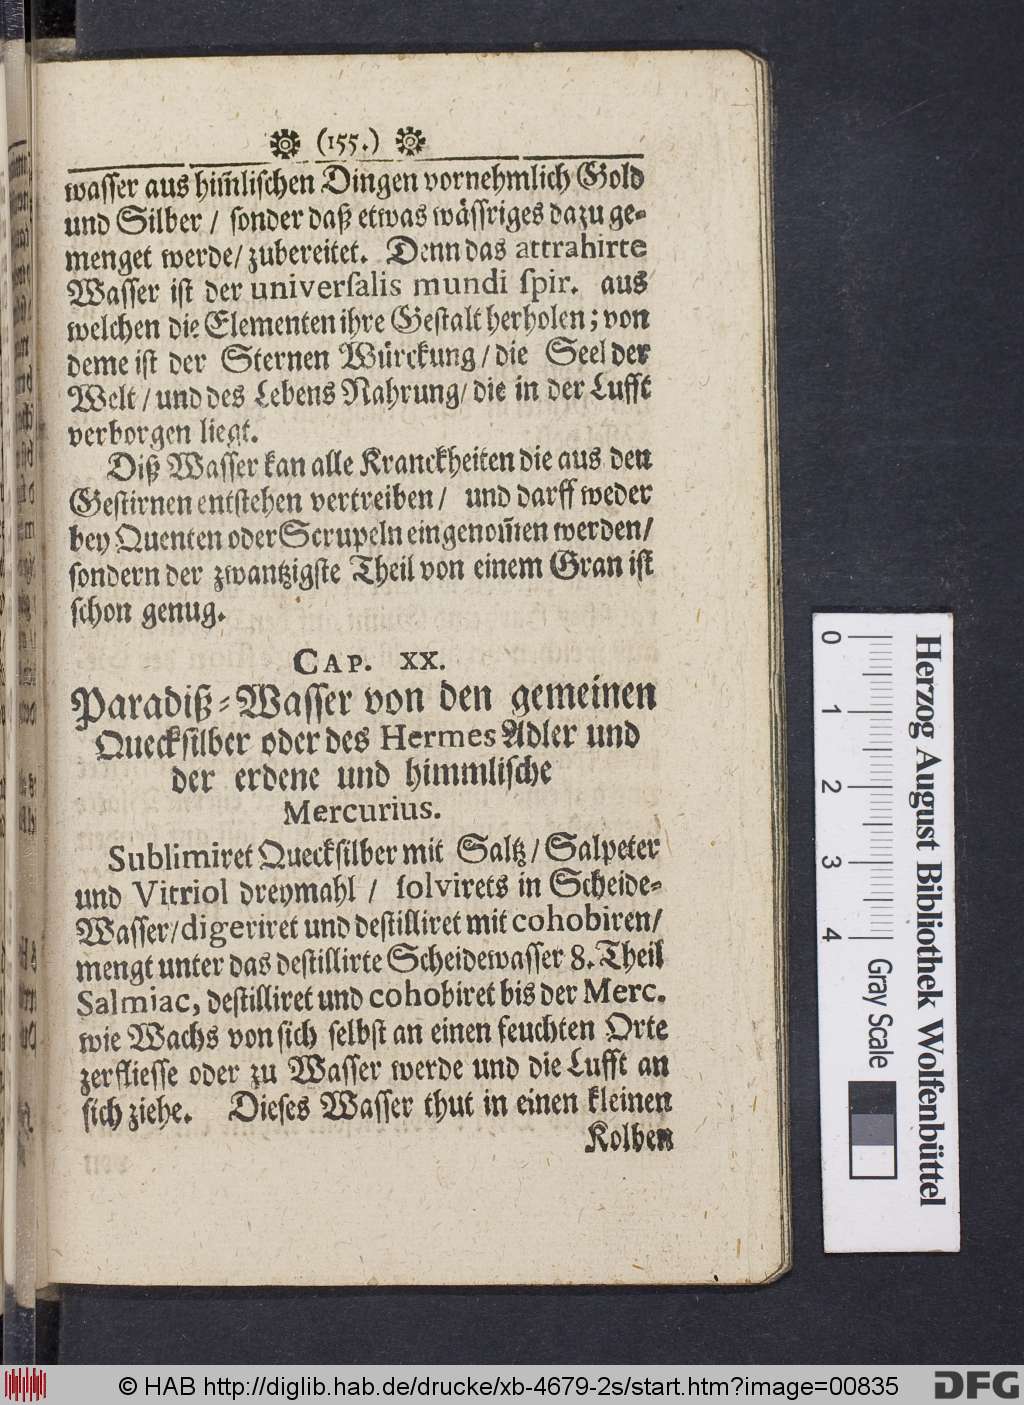 (155.)
waſſer aus him̃liſchen Dingen vornehmlich Gold
und Silber / ſonder daß etwas wäſſriges dazu ge-
menget werde/ zubereitet. Denn das attrahirte
Waſſer iſt der univerſalis mundi ſpir. aus
welchen die Elementen ihre Geſtalt herholen; von
deme iſt der Sternen Würckung / die Seel der
Welt / und des Lebens Nahrung/ die in der Lufft
verborgen liegt.
Diß Waſſer kan alle Kranckheiten die aus den
Geſtirnen entſtehen vertreiben / und darff weder
bey Quenten oder Scrupeln eingenom̃en werden/
ſondern der zwantzigſte Theil von einem Gran iſt
ſchon genug.
CAP. XX.
Paradiß-Waſſer von den gemeinen
Queckſilber oder des Hermes Adler und
der erdene und himmliſche
Mercurius.
Sublimiret Queckſilber mit Saltz / Salpeter
und Vitriol dreymahl / ſolvirets in Scheide-
Waſſer/ digeriret und deſtilliret mit cohobiren/
mengt unter das deſtillirte Scheidewaſſer 8. Theil
Salmiac, deſtilliret und cohobiret bis der Merc.
wie Wachs von ſich ſelbſt an einen feuchten Orte
zerflieſſe oder zu Waſſer werde und die Lufft an
ſich ziehe. Dieſes Waſſer thut in einen kleinen
Kolben
0 1 2 3 4
Gray Scale
Herzog August Bibliothek Wolfenbüttel
© HAB http://diglib.hab.de/drucke/xb-4679-2s/start.htm?image=00835
DFG